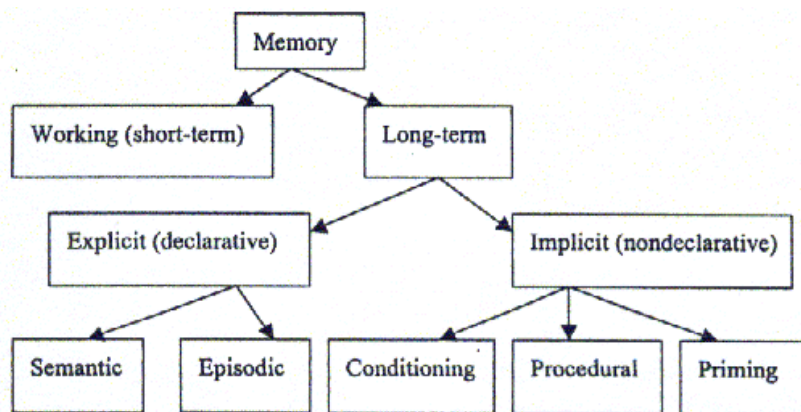 Memory
Working (short-term)
Long-term
Explicit (declarative)
Implicit (nondeclarative)
Semantic
Episodic
Conditioning
Procedural
Priming